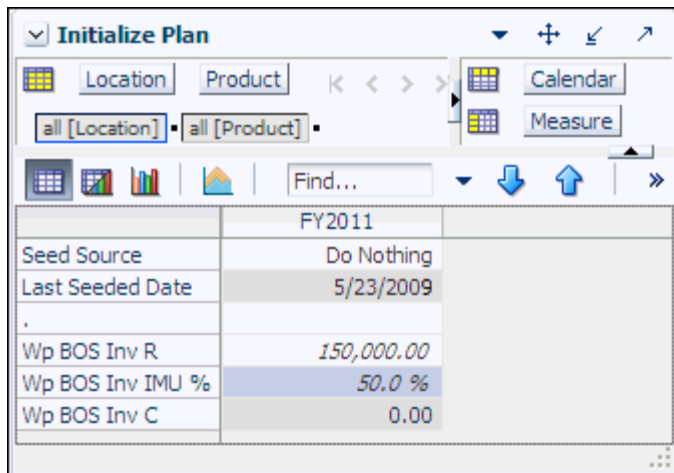 Initialize Plan
Location Product Calendar
all [Location] all [Product] Measure
Find...
FY2011
Seed Source Do Nothing
Last Seeded Date 5/23/2009
.
Wp BOS Inv R 150,000.00
Wp BOS Inv IMU % 50.0 %
Wp BOS Inv C 0.00